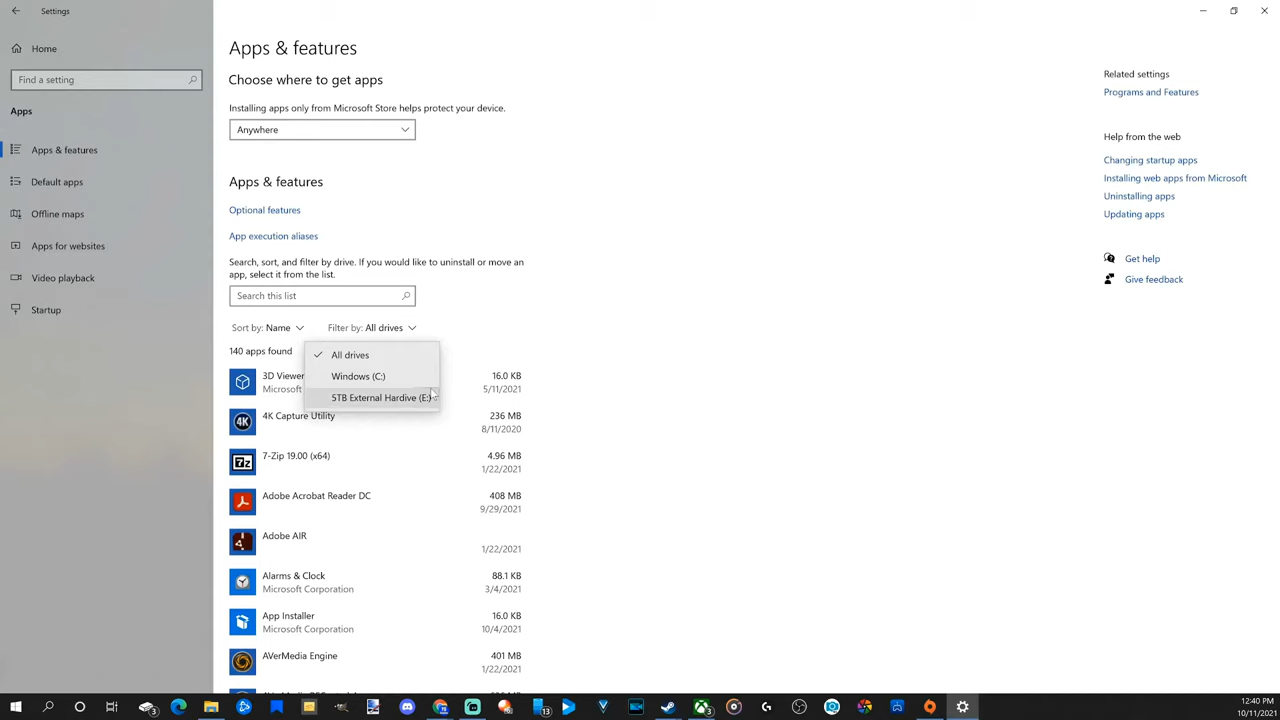 Settings
Home
Find a setting
Apps
Apps & features
Default apps
Offline maps
Apps for websites
Video playback
Startup
Apps & features
Choose where to get apps
Installing apps only from Microsoft Store helps protect your device.
Anywhere
Apps & features
Optional features
App execution aliases
Search, sort, and filter by drive. If you would like to uninstall or move an
app, select it from the list.
Search this list
Sort by: Name Filter by: All drives
140 apps found
All drives
Windows (C:)
5TB External Hardive (E:)
3D Viewer 16.0 KB
Microsoft 5/11/2021
4K Capture Utility 236 MB
8/11/2020
7-Zip 19.00 (x64) 4.96 MB
1/22/2021
Adobe Acrobat Reader DC 408 MB
9/29/2021
Adobe AIR
1/22/2021
Alarms & Clock 88.1 KB
Microsoft Corporation 3/4/2021
App Installer 16.0 KB
Microsoft Corporation 10/4/2021
AVerMedia Engine 401 MB
1/22/2021
Related settings
Programs and Features
Help from the web
Changing startup apps
Installing web apps from Microsoft
Uninstalling apps
Updating apps
Get help
Give feedback
3
13
3
12:40 PM
10/11/2021